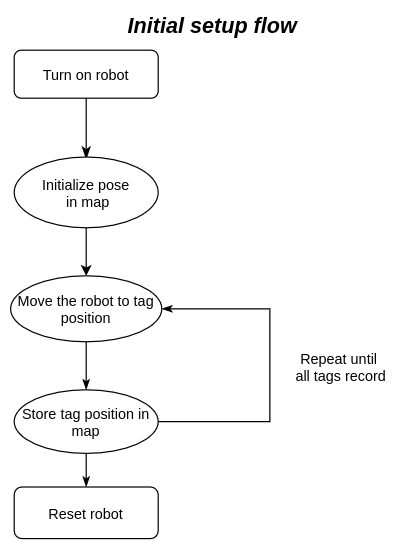 Initial setup flow
Turn on robot
Initialize pose
in map
Move the robot to tag
position
Repeat until
all tags record
Store tag position in
map
Reset robot